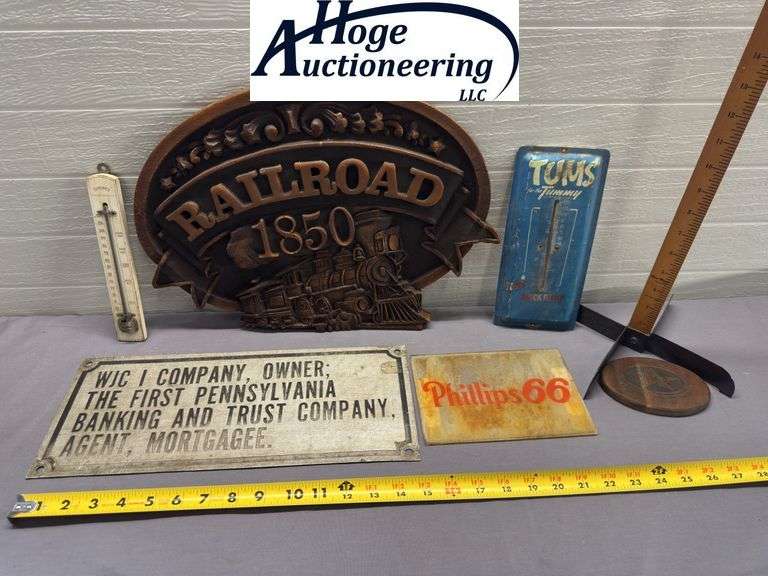 Hoge
Auctioneering
LLC
RAILROAD
1850
TUMS
for the Tummy
WJC I COMPANY, OWNER;
THE FIRST PENNSYLVANIA
BANKING AND TRUST COMPANY,
AGENT, MORTGAGEE.
Phillips 66
1 2 3 4 5 6 7 8 9 10 11 12 13 14 15 16 17 18 19 20 21 22 23 24 25 26 27 28